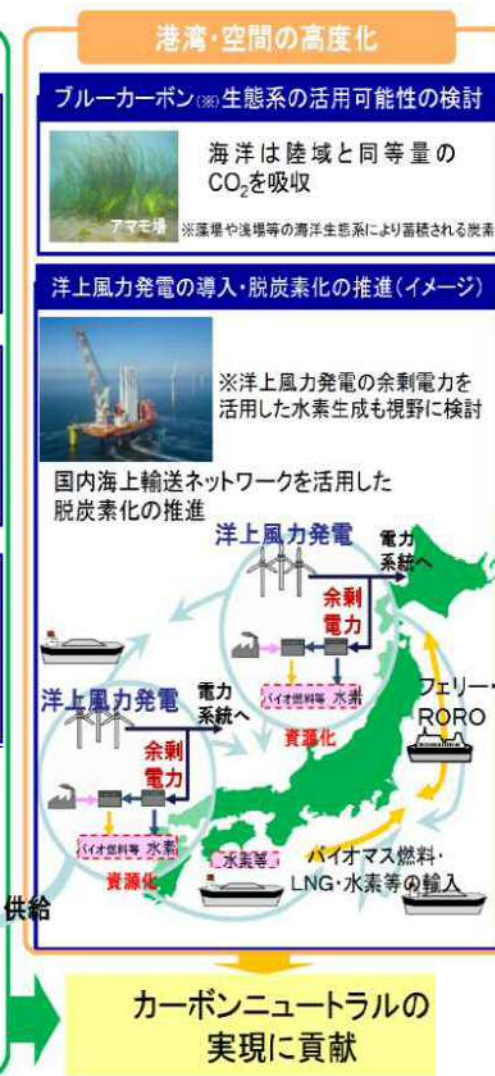 港湾・空間の高度化
ブルーカーボン(※)生態系の活用可能性の検討
海洋は陸域と同等量の
CO₂を吸収
アマモ場
※藻場や浅場等の海洋生態系により蓄積される炭素
洋上風力発電の導入・脱炭素化の推進(イメージ)
※洋上風力発電の余剰電力を
活用した水素生成も視野に検討
国内海上輸送ネットワークを活用した
脱炭素化の推進
洋上風力発電
電力
系統へ
余剰
電力
バイオ燃料等 水素
資源化
フェリー・
RORO
洋上風力発電
電力
系統へ
余剰
電力
バイオ燃料等 水素
資源化
水素等
バイオマス燃料・
LNG・水素等の輸入
供給
カーボンニュートラルの
実現に貢献